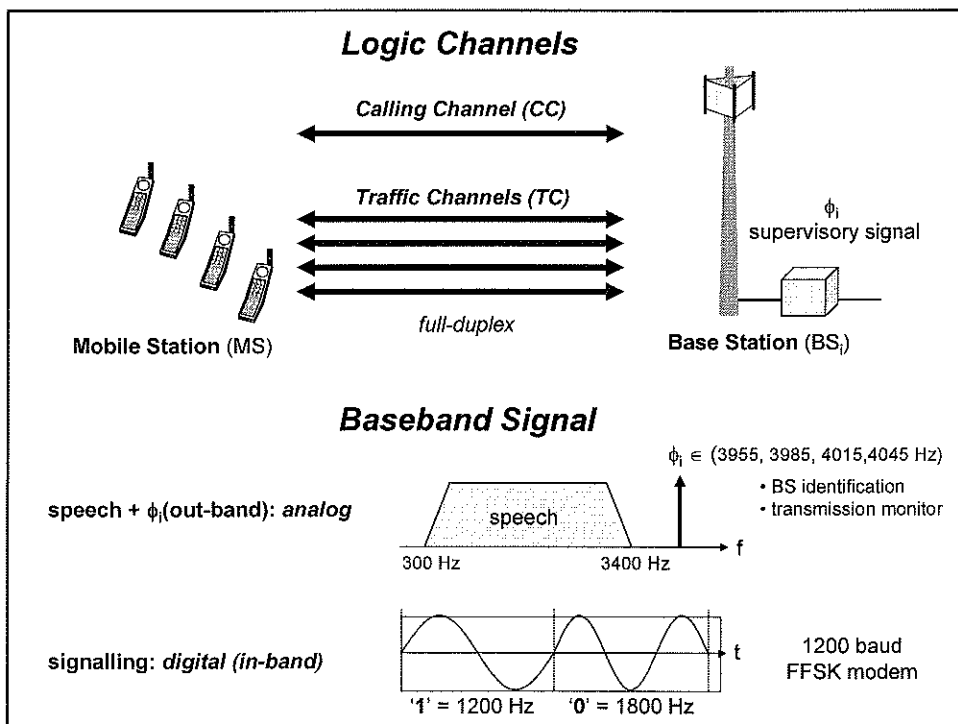 Logic Channels
Calling Channel (CC)
Traffic Channels (TC)
ϕi
supervisory signal
full-duplex
Mobile Station (MS)
Base Station (BSi)
Baseband Signal
ϕi ∈ (3955, 3985, 4015,4045 Hz)
• BS identification
• transmission monitor
speech + ϕi(out-band): analog
speech
f
300 Hz
3400 Hz
signalling: digital (in-band)
t
1200 baud
FFSK modem
'1' = 1200 Hz
'0' = 1800 Hz